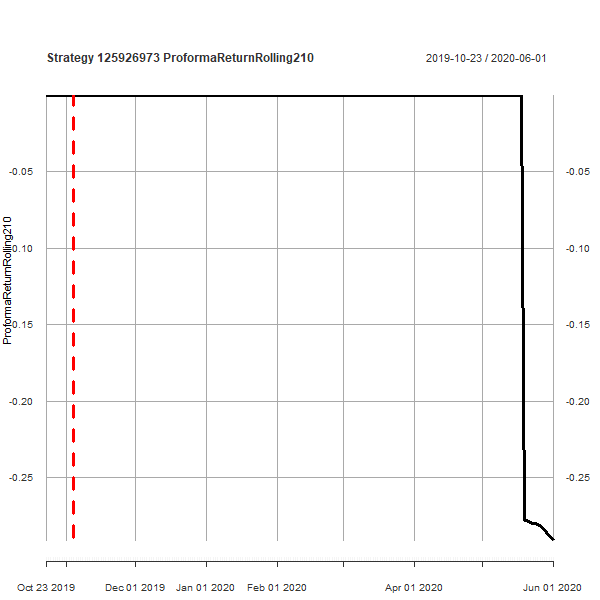 Strategy 125926973 ProformaReturnRolling210
2019-10-23 / 2020-06-01
ProformaReturnRolling210
-0.05
-0.05
-0.10
-0.10
-0.15
-0.15
-0.20
-0.20
-0.25
-0.25
Oct 23 2019
Dec 01 2019
Jan 01 2020
Feb 01 2020
Apr 01 2020
Jun 01 2020